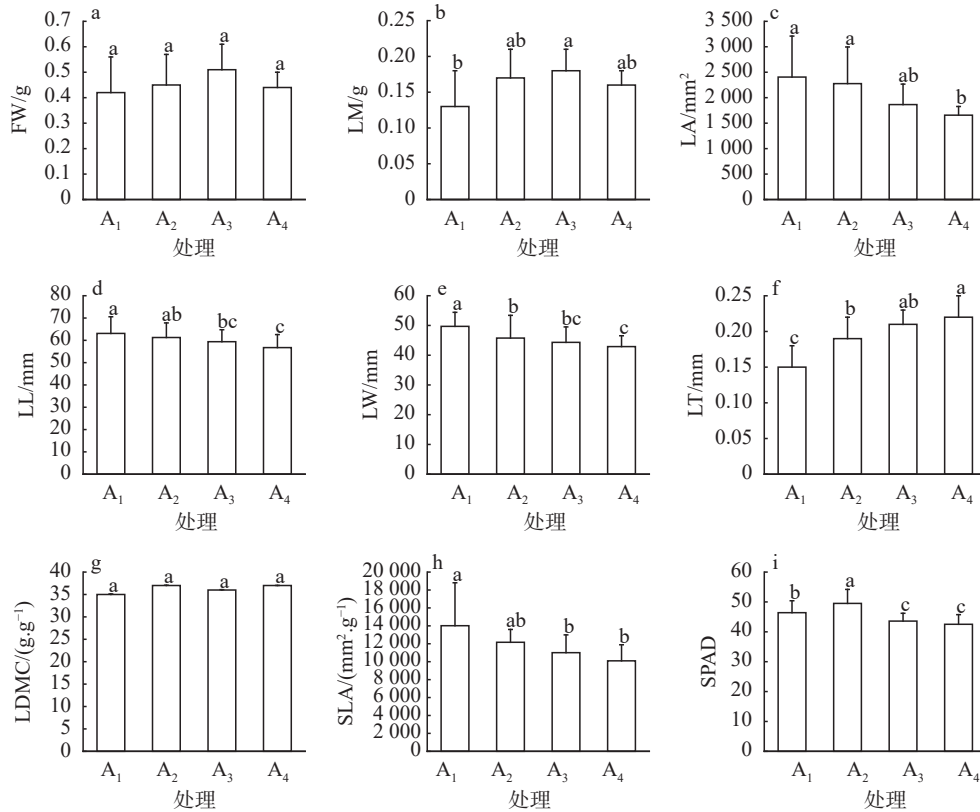 a
FW/g
0.7
0.6
0.5
0.4
0.3
0.2
0.1
0
a a a a
A₁ A₂ A₃ A₄
处理
b
LM/g
0.25
0.20
0.15
0.10
0.05
0
b ab a ab
A₁ A₂ A₃ A₄
处理
c
LA/mm²
3 500
3 000
2 500
2 000
1 500
1 000
500
0
a a ab b
A₁ A₂ A₃ A₄
处理
d
LL/mm
80
70
60
50
40
30
20
10
0
a ab bc c
A₁ A₂ A₃ A₄
处理
e
LW/mm
60
50
40
30
20
10
0
a b bc c
A₁ A₂ A₃ A₄
处理
f
LT/mm
0.25
0.20
0.15
0.10
0.05
0
c b ab a
A₁ A₂ A₃ A₄
处理
g
LDMC/(g·g⁻¹)
40
35
30
25
20
15
10
5
0
a a a a
A₁ A₂ A₃ A₄
处理
h
SLA/(mm²·g⁻¹)
20 000
18 000
16 000
14 000
12 000
10 000
8 000
6 000
4 000
2 000
0
a ab b b
A₁ A₂ A₃ A₄
处理
i
SPAD
60
50
40
30
20
10
0
b a c c
A₁ A₂ A₃ A₄
处理